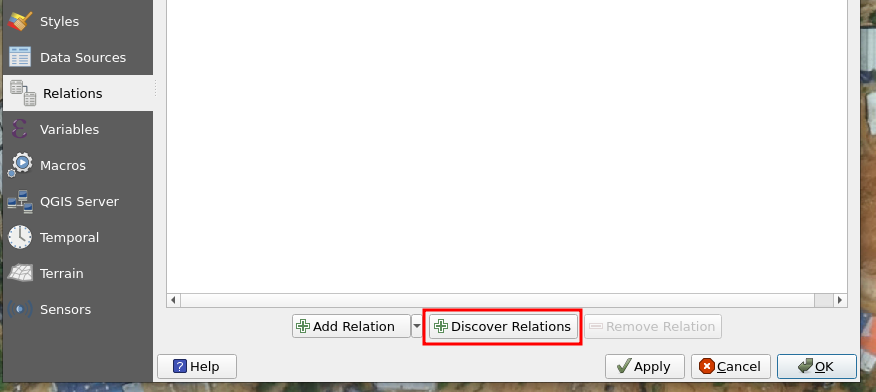 Styles
Data Sources
Relations
Variables
Macros
QGIS Server
Temporal
Terrain
Sensors
Add Relation Discover Relations Remove Relation
Help Apply Cancel OK